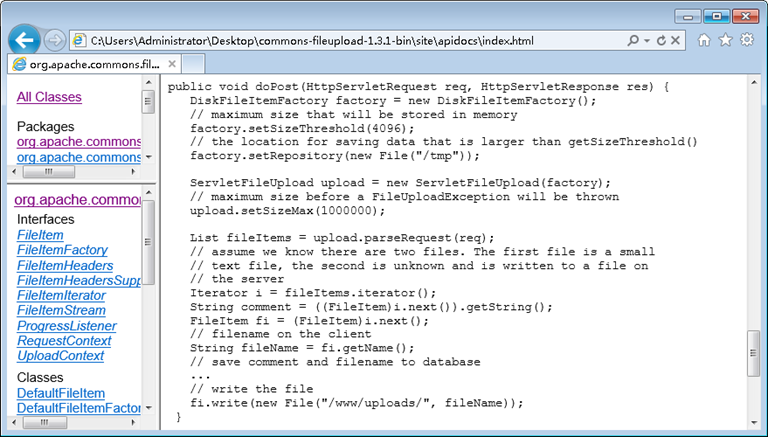 C:\Users\Administrator\Desktop\commons-fileupload-1.3.1-bin\site\apidocs\index.html
org.apache.commons.fil...
All Classes
Packages
org.apache.commons
org.apache.commons
org.apache.commons
Interfaces
FileItem
FileItemFactory
FileItemHeaders
FileItemHeadersSupp
FileItemIterator
FileItemStream
ProgressListener
RequestContext
UploadContext
Classes
DefaultFileItem
DefaultFileItemFactor
public void doPost(HttpServletRequest req, HttpServletResponse res) {
DiskFileItemFactory factory = new DiskFileItemFactory();
// maximum size that will be stored in memory
factory.setSizeThreshold(4096);
// the location for saving data that is larger than getSizeThreshold()
factory.setRepository(new File("/tmp"));
ServletFileUpload upload = new ServletFileUpload(factory);
// maximum size before a FileUploadException will be thrown
upload.setSizeMax(1000000);
List fileItems = upload.parseRequest(req);
// assume we know there are two files. The first file is a small
// text file, the second is unknown and is written to a file on
// the server
Iterator i = fileItems.iterator();
String comment = ((FileItem)i.next()).getString();
FileItem fi = (FileItem)i.next();
// filename on the client
String fileName = fi.getName();
// save comment and filename to database
...
// write the file
fi.write(new File("/www/uploads/", fileName));
}